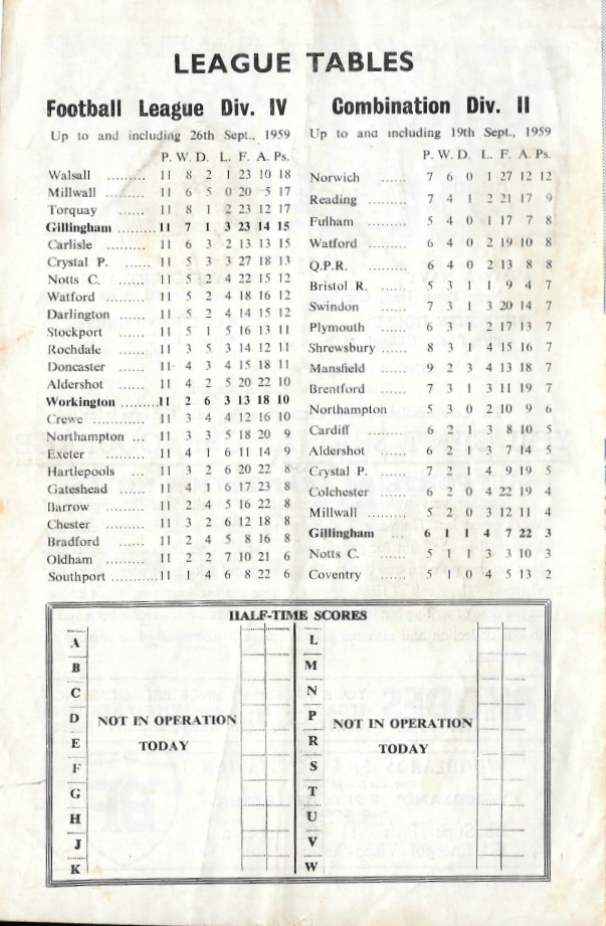 LEAGUE TABLES
Football League Div. IV
Up to and including 26th Sept., 1959
P. W. D. L. F. A. Ps.
Walsall ......... 11 8 2 1 23 10 18
Millwall ......... 11 6 5 0 20 5 17
Torquay ...... 11 8 1 2 23 12 17
Gillingham ......... 11 7 1 3 23 14 15
Carlisle ......... 11 6 3 2 13 13 15
Crystal P. ...... 11 5 3 3 27 18 13
Notts C. ...... 11 5 2 4 22 15 12
Watford ......... 11 5 2 4 18 16 12
Darlington ...... 11 5 2 4 14 15 12
Stockport ...... 11 5 1 5 16 13 11
Rochdale ...... 11 3 5 3 14 12 11
Doncaster ...... 11 4 3 4 15 18 11
Aldershot ...... 11 4 2 5 20 22 10
Workington ......... 11 2 6 3 13 18 10
Crewe ............ 11 3 4 4 12 16 10
Northampton ... 11 3 3 5 18 20 9
Exeter ......... 11 4 1 6 11 14 9
Hartlepools ... 11 3 2 6 20 22 8
Gateshead ...... 11 4 1 6 17 23 8
Barrow ......... 11 2 4 5 16 22 8
Chester ......... 11 3 2 6 12 18 8
Bradford ...... 11 2 4 5 8 16 8
Oldham ......... 11 2 2 7 10 21 6
Southport ............ 11 1 4 6 8 22 6
Combination Div. II
Up to and including 19th Sept., 1959
P. W. D. L. F. A. Ps.
Norwich ...... 7 6 0 1 27 12 12
Reading ......... 7 4 1 2 21 17 9
Fulham ......... 5 4 0 1 17 7 8
Watford ......... 6 4 0 2 19 10 8
Q.P.R. ......... 6 4 0 2 13 8 8
Bristol R. ...... 5 3 1 1 9 4 7
Swindon ...... 7 3 1 3 20 14 7
Plymouth ...... 6 3 1 2 17 13 7
Shrewsbury ...... 8 3 1 4 15 16 7
Mansfield ...... 9 2 3 4 13 18 7
Brentford ...... 7 3 1 3 11 19 7
Northampton ... 5 3 0 2 10 9 6
Cardiff ...... 6 2 1 3 8 10 5
Aldershot ...... 6 2 1 3 7 14 5
Crystal P. ...... 7 2 1 4 9 19 5
Colchester ...... 6 2 0 4 22 19 4
Millwall ......... 5 2 0 3 12 11 4
Gillingham ... 6 1 1 4 7 22 3
Notts C. ...... 5 1 1 3 3 10 3
Coventry ...... 5 1 0 4 5 13 2
HALF-TIME SCORES
A
B
C
D
E
F
G
H
J
K
NOT IN OPERATION
TODAY
L
M
N
P
R
S
T
U
V
W
NOT IN OPERATION
TODAY